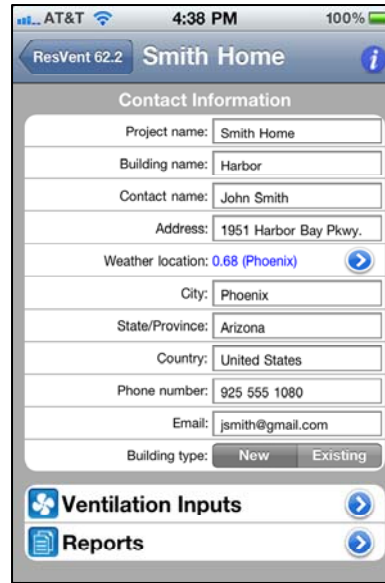 AT&T 4:38 PM 100%
ResVent 62.2 Smith Home i
Contact Information
Project name: Smith Home
Building name: Harbor
Contact name: John Smith
Address: 1951 Harbor Bay Pkwy.
Weather location: 0.68 (Phoenix)
City: Phoenix
State/Province: Arizona
Country: United States
Phone number: 925 555 1080
Email: jsmith@gmail.com
Building type: New Existing
Ventilation Inputs
Reports